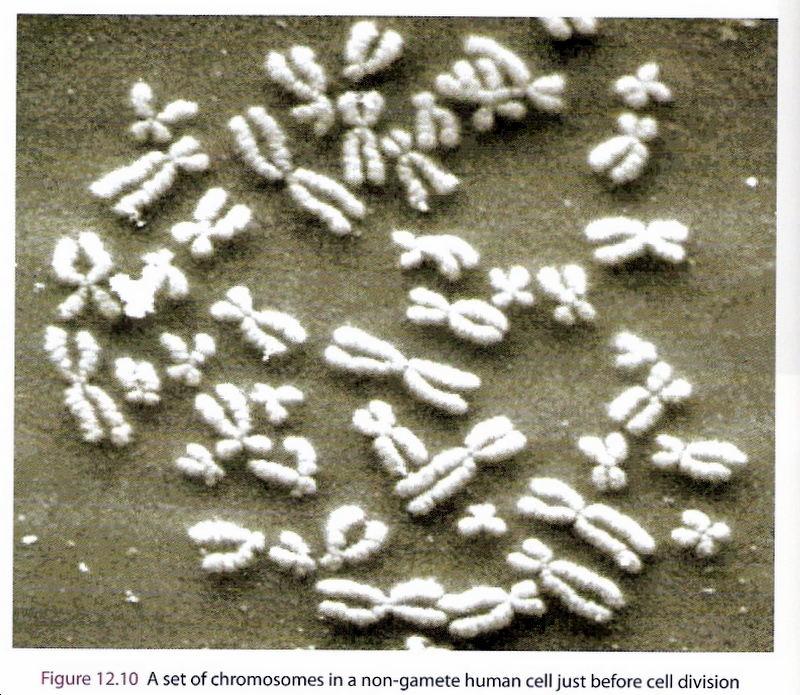 Figure 12.10 A set of chromosomes in a non-gamete human cell just before cell division